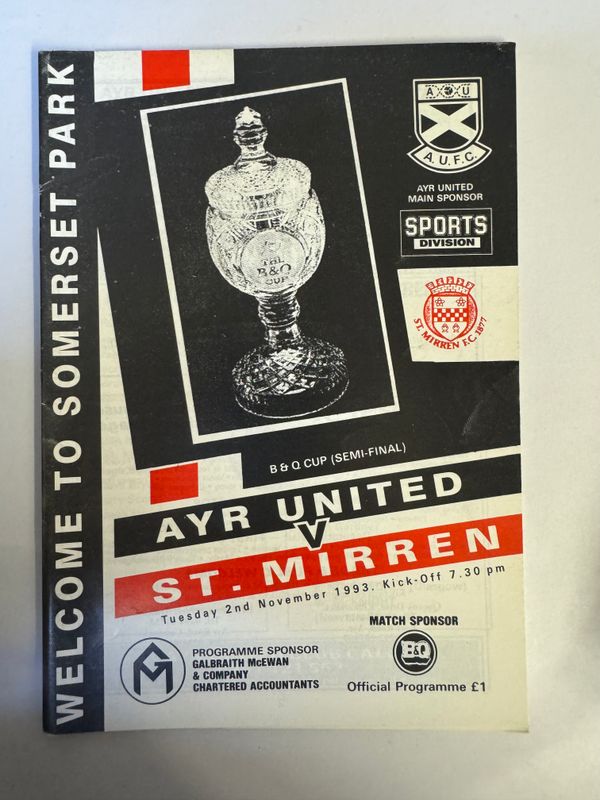 WELCOME TO SOMERSET PARK
A U
A.U.F.C.
AYR UNITED
MAIN SPONSOR
SPORTS
DIVISION
ST. MIRREN F.C. 1877
THE
B&Q
CUP
B & Q CUP (SEMI-FINAL)
AYR UNITED
V
ST. MIRREN
Tuesday 2nd November 1993. Kick-Off 7.30 pm
PROGRAMME SPONSOR
GALBRAITH McEWAN
& COMPANY
CHARTERED ACCOUNTANTS
MATCH SPONSOR
B&Q
Official Programme £1